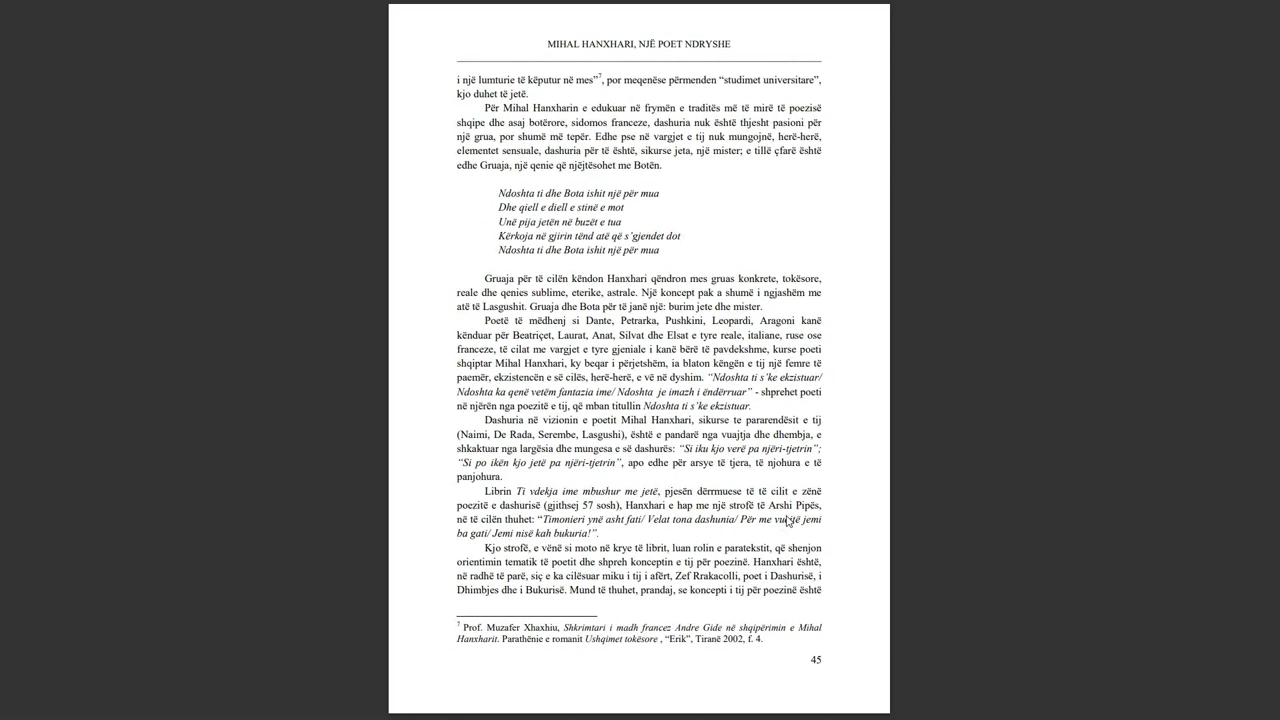 MIHAL HANXHARI, NJË POET NDRYSHE
i një lumturie të këputur në mes”7, por meqenëse përmenden “studimet universitare”,
kjo duhet të jetë.
Për Mihal Hanxharin e edukuar në frymën e traditës më të mirë të poezisë
shqipe dhe asaj botërore, sidomos franceze, dashuria nuk është thjesht pasioni për
një grua, por shumë më tepër. Edhe pse në vargjet e tij nuk mungojnë, herë-herë,
elementet sensuale, dashuria për të është, sikurse jeta, një mister; e tillë çfarë është
edhe Gruaja, një qenie që njëjtësohet me Botën.
Ndoshta ti dhe Bota ishit një për mua
Dhe qiell e diell e stinë e mot
Unë pija jetën në buzët e tua
Kërkoja në gjirin tënd atë që s’gjendet dot
Ndoshta ti dhe Bota ishit një për mua
Gruaja për të cilën këndon Hanxhari qëndron mes gruas konkrete, tokësore,
reale dhe qenies sublime, eterike, astrale. Një koncept pak a shumë i ngjashëm me
atë të Lasgushit. Gruaja dhe Bota për të janë një: burim jete dhe mister.
Poetë të mëdhenj si Dante, Petrarka, Pushkini, Leopardi, Aragoni kanë
kënduar për Beatriçet, Laurat, Anat, Silvat dhe Elsat e tyre reale, italiane, ruse ose
franceze, të cilat me vargjet e tyre gjeniale i kanë bërë të pavdekshme, kurse poeti
shqiptar Mihal Hanxhari, ky beqar i përjetshëm, ia blaton këngën e tij një femre të
paemër, ekzistencën e së cilës, herë-herë, e vë në dyshim. “Ndoshta ti s’ke ekzistuar/
Ndoshta ka qenë vetëm fantazia ime/ Ndoshta je imazh i ëndërruar” - shprehet poeti
në njërën nga poezitë e tij, që mban titullin Ndoshta ti s’ke ekzistuar.
Dashuria në vizionin e poetit Mihal Hanxhari, sikurse te pararendësit e tij
(Naimi, De Rada, Serembe, Lasgushi), është e pandarë nga vuajtja dhe dhembja, e
shkaktuar nga largësia dhe mungesa e së dashurës: “Si iku kjo verë pa njëri-tjetrin”;
“Si po ikën kjo jetë pa njëri-tjetrin”, apo edhe për arsye të tjera, të njohura e të
panjohura.
Librin Ti vdekja ime mbushur me jetë, pjesën dërrmuese të të cilit e zënë
poezitë e dashurisë (gjithsej 57 sosh), Hanxhari e hap me një strofë të Arshi Pipës,
në të cilën thuhet: “Timonieri ynë asht fati/ Velat tona dashunia/ Për me jemi
ba gati/ Jemi nisë kah bukuria!”.
Kjo strofë, e vënë si moto në krye të librit, luan rolin e paratekstit, që shenjon
orientimin tematik të poetit dhe shpreh konceptin e tij për poezinë. Hanxhari është,
në radhë të parë, siç e ka cilësuar miku i tij i afërt, Zef Rrakacolli, poet i Dashurisë, i
Dhimbjes dhe i Bukurisë. Mund të thuhet, prandaj, se koncepti i tij për poezinë është
7 Prof. Muzafer Xhaxhiu, Shkrimtari i madh francez Andre Gide në shqipërimin e Mihal
Hanxharit. Parathënie e romanit Ushqimet tokësore , “Erik”, Tiranë 2002, f. 4.
45